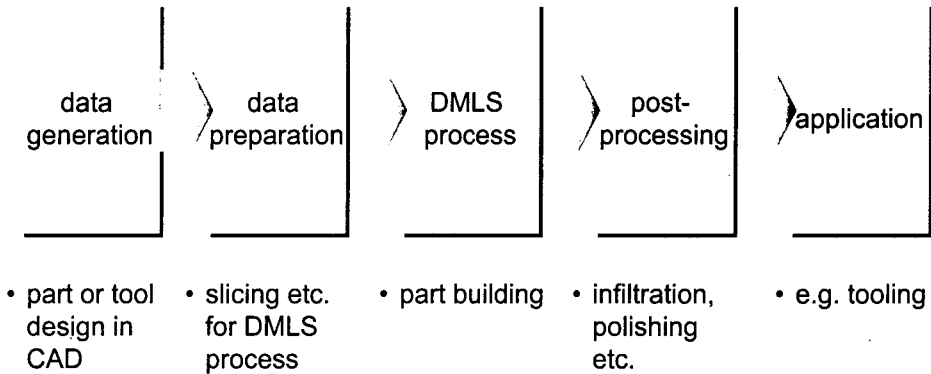 data
generation
data
preparation
DMLS
process
post-
processing
application
• part or tool
design in
CAD
• slicing etc.
for DMLS
process
• part building
• infiltration,
polishing
etc.
• e.g. tooling